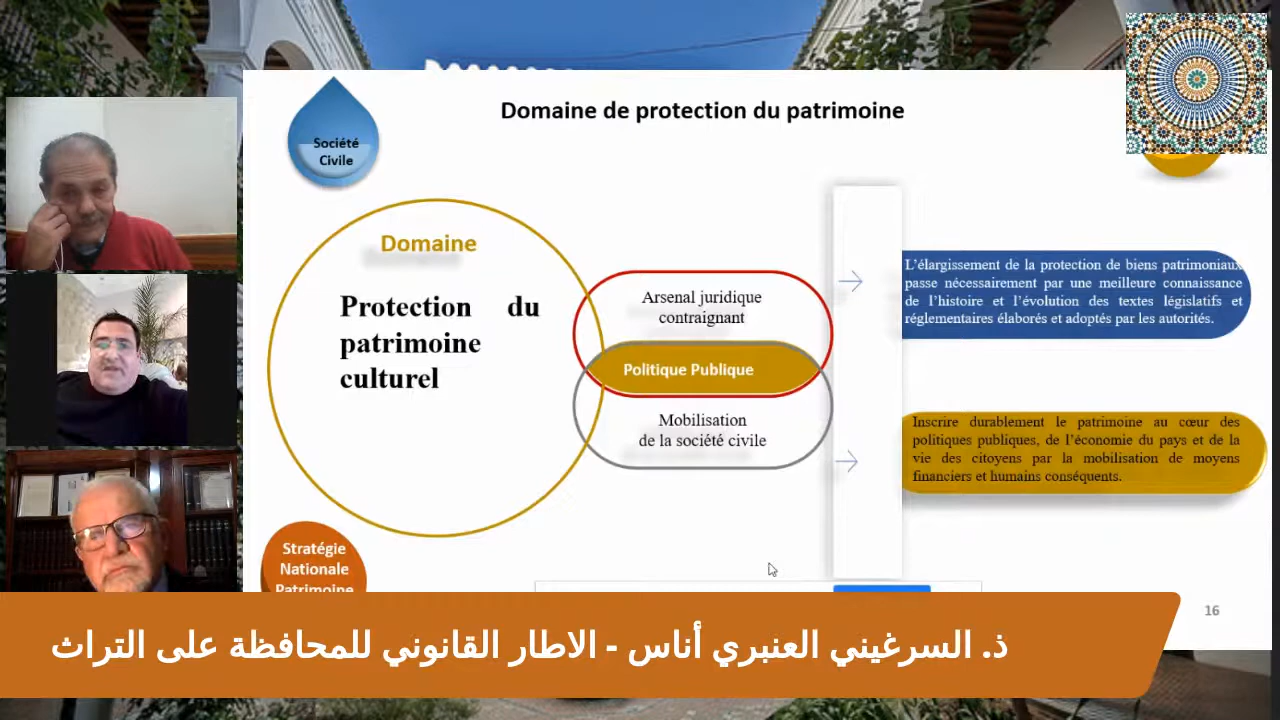 Domaine de protection du patrimoine
Société
Civile
Domaine
Protection du
patrimoine
culturel
Arsenal juridique
contraignant
Politique Publique
Mobilisation
de la société civile
L’élargissement de la protection de biens patrimoniaux
passe nécessairement par une meilleure connaissance
de l’histoire et l’évolution des textes législatifs et
réglementaires élaborés et adoptés par les autorités.
Inscrire durablement le patrimoine au cœur des
politiques publiques, de l’économie du pays et de la
vie des citoyens par la mobilisation de moyens
financiers et humains conséquents.
Stratégie
Nationale
Patrimoine
16
ذ. السرغيني العنبري أناس - الاطار القانوني للمحافظة على التراث